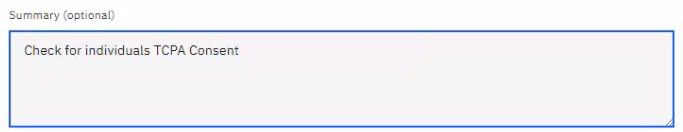 Summary (optional)
Check for individuals TCPA Consent